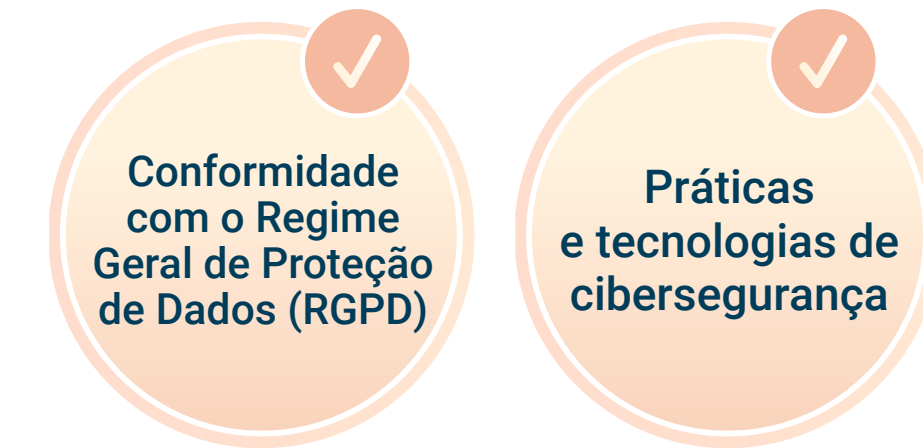 Conformidade
com o Regime
Geral de Proteção
de Dados (RGPD)
Práticas
e tecnologias de
cibersegurança